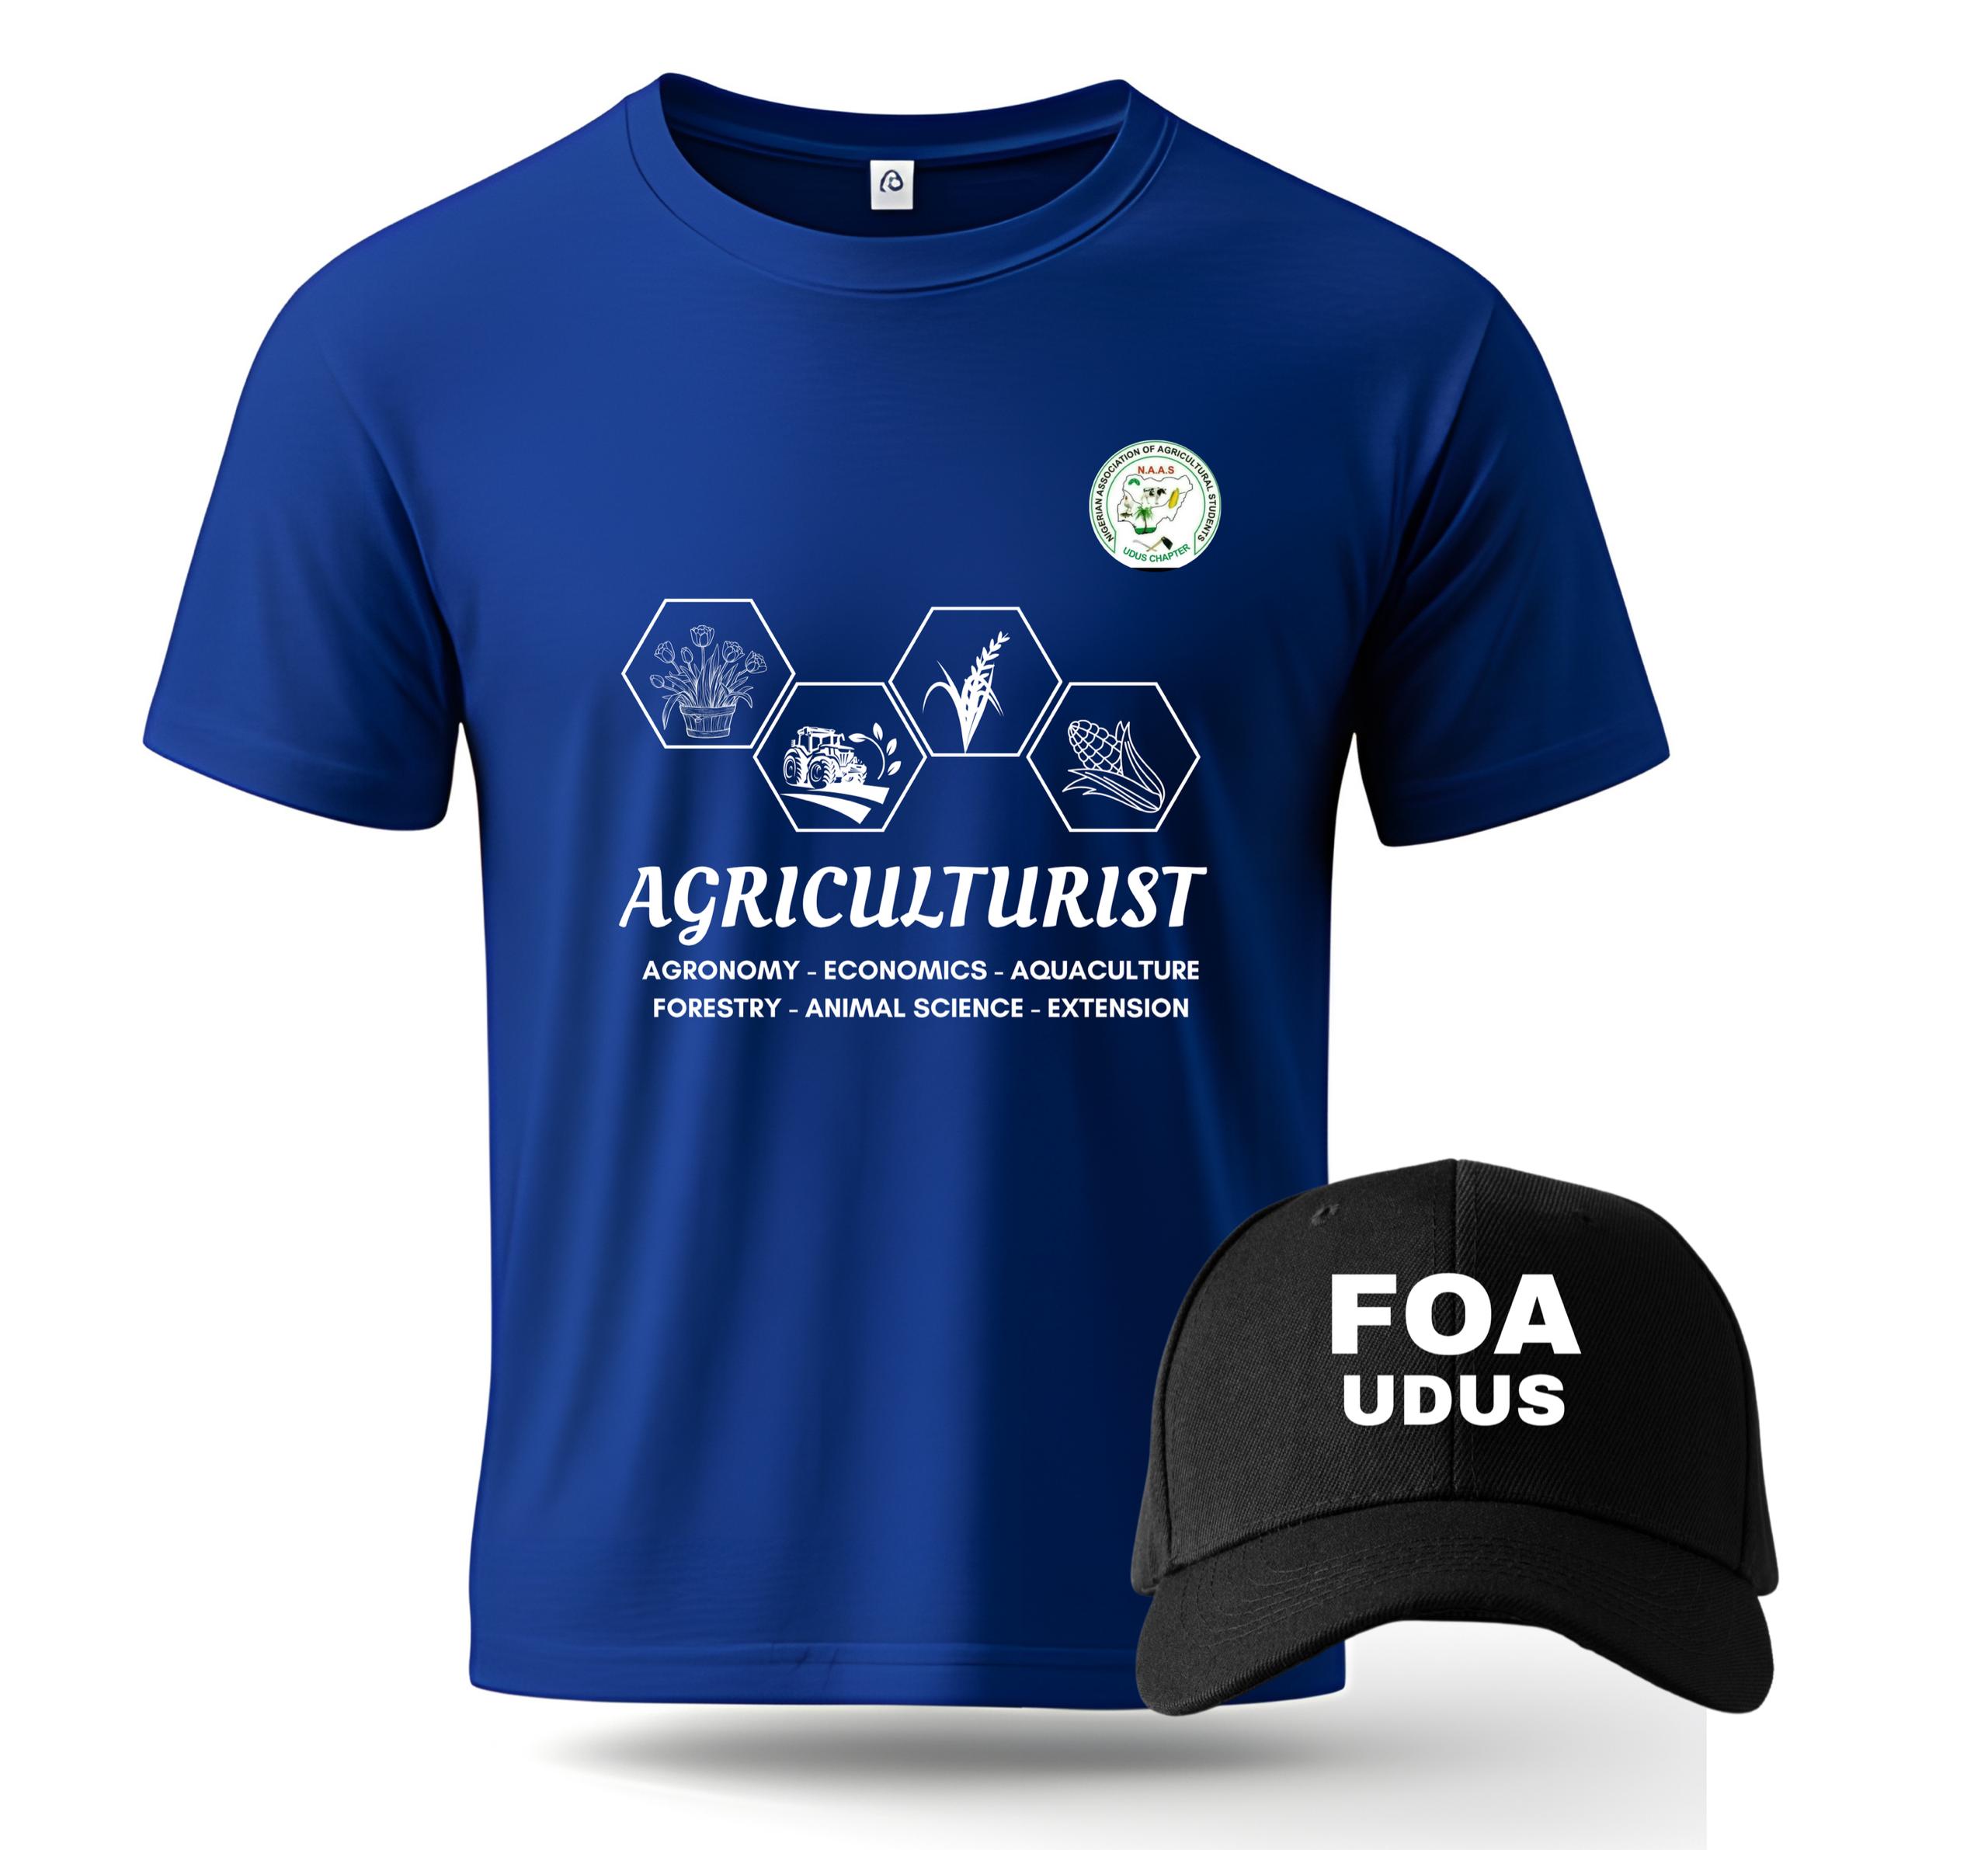 NIGERIAN ASSOCIATION OF AGRICULTURAL STUDENTS
N.A.A.S
UDUS CHAPTER
AGRICULTURIST
AGRONOMY - ECONOMICS - AQUACULTURE
FORESTRY - ANIMAL SCIENCE - EXTENSION
FOA
UDUS